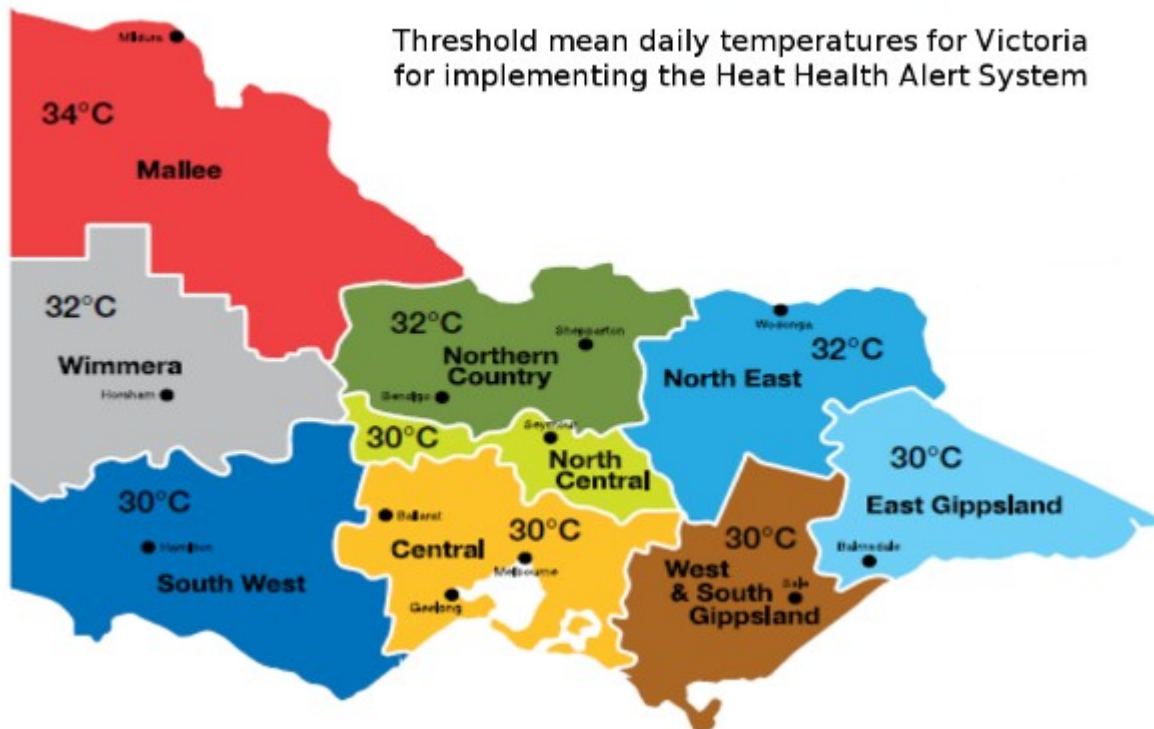 Threshold mean daily temperatures for Victoria
for implementing the Heat Health Alert System
Mildura
34°C
Mallee
32°C
Wimmera
Horsham
32°C
Shepparton
Northern
Country
Bendigo
Wodonga
32°C
North East
30°C
Seymour
North
Central
30°C
East Gippsland
Bairnsdale
30°C
Hamilton
South West
Ballarat
30°C
Central
Melbourne
Geelong
30°C
West
& South
Gippsland
Sale